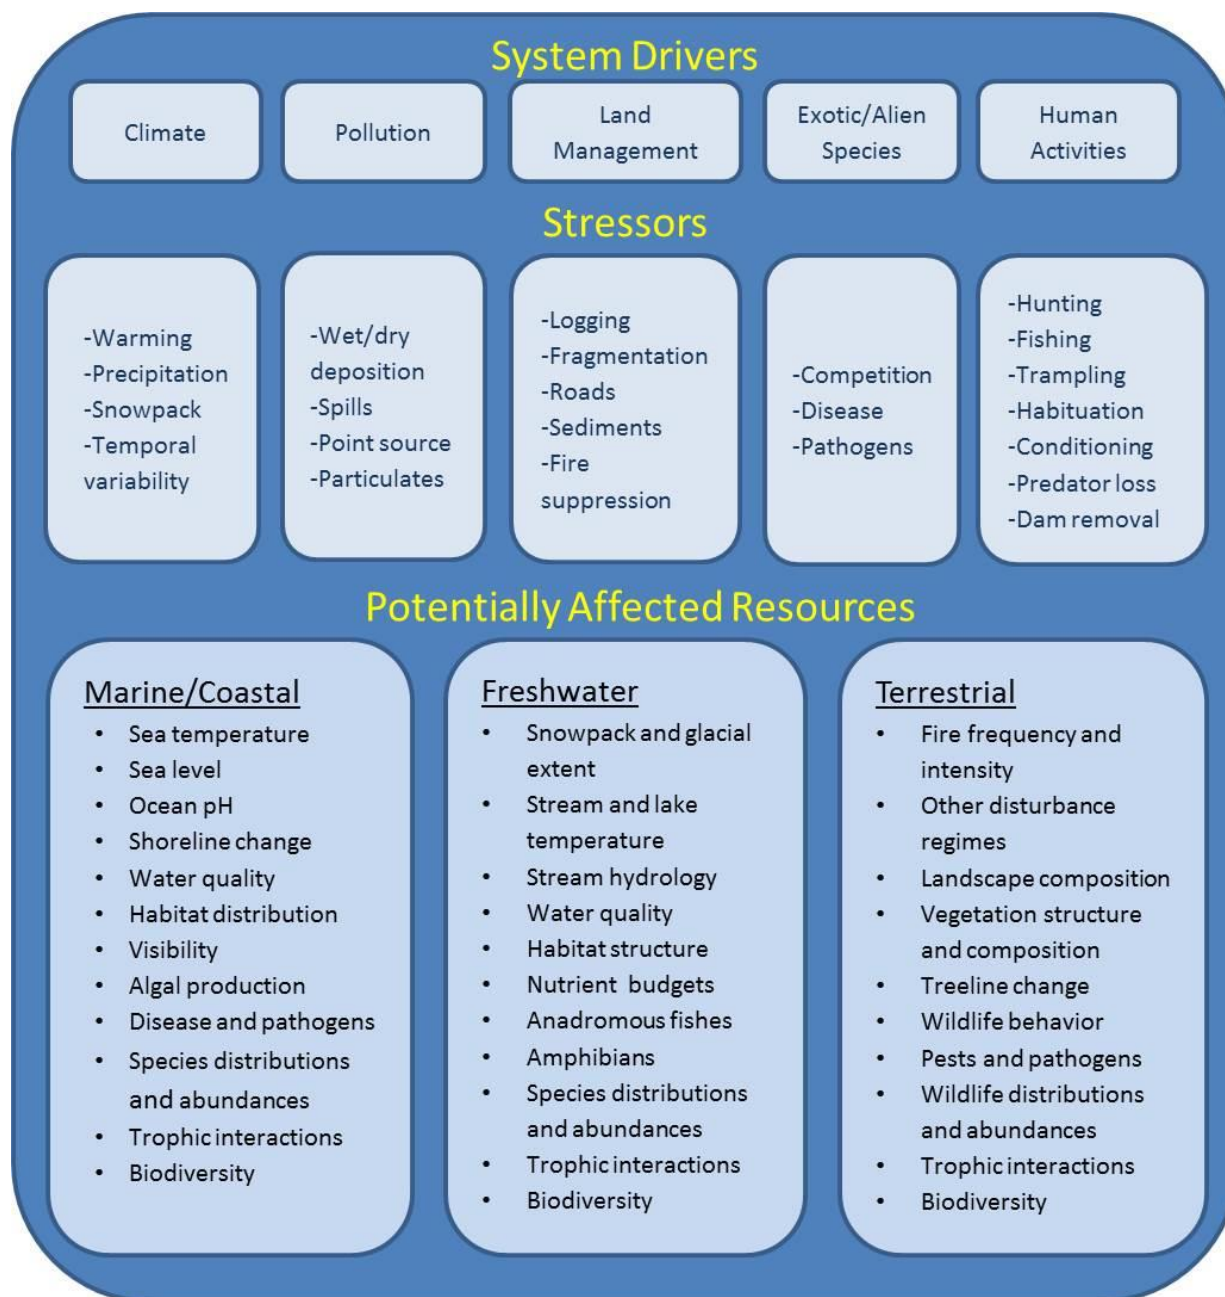 System Drivers
Climate
Pollution
Land
Management
Exotic/Alien
Species
Human
Activities
Stressors
-Warming
-Precipitation
-Snowpack
-Temporal
variability
-Wet/dry
deposition
-Spills
-Point source
-Particulates
-Logging
-Fragmentation
-Roads
-Sediments
-Fire
suppression
-Competition
-Disease
-Pathogens
-Hunting
-Fishing
-Trampling
-Habituation
-Conditioning
-Predator loss
-Dam removal
Potentially Affected Resources
Marine/Coastal
• Sea temperature
• Sea level
• Ocean pH
• Shoreline change
• Water quality
• Habitat distribution
• Visibility
• Algal production
• Disease and pathogens
• Species distributions
and abundances
• Trophic interactions
• Biodiversity
Freshwater
• Snowpack and glacial
extent
• Stream and lake
temperature
• Stream hydrology
• Water quality
• Habitat structure
• Nutrient budgets
• Anadromous fishes
• Amphibians
• Species distributions
and abundances
• Trophic interactions
• Biodiversity
Terrestrial
• Fire frequency and
intensity
• Other disturbance
regimes
• Landscape composition
• Vegetation structure
and composition
• Treeline change
• Wildlife behavior
• Pests and pathogens
• Wildlife distributions
and abundances
• Trophic interactions
• Biodiversity